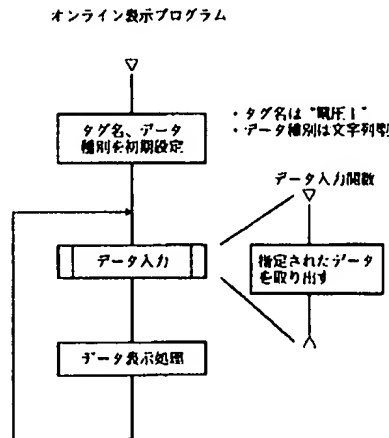 オンライン表示プログラム
タグ名、データ
種別を初期設定
・タグ名は"風圧1"
・データ種別は文字列型
データ入力関数
データ入力
指定されたデータ
を取り出す
データ表示処理